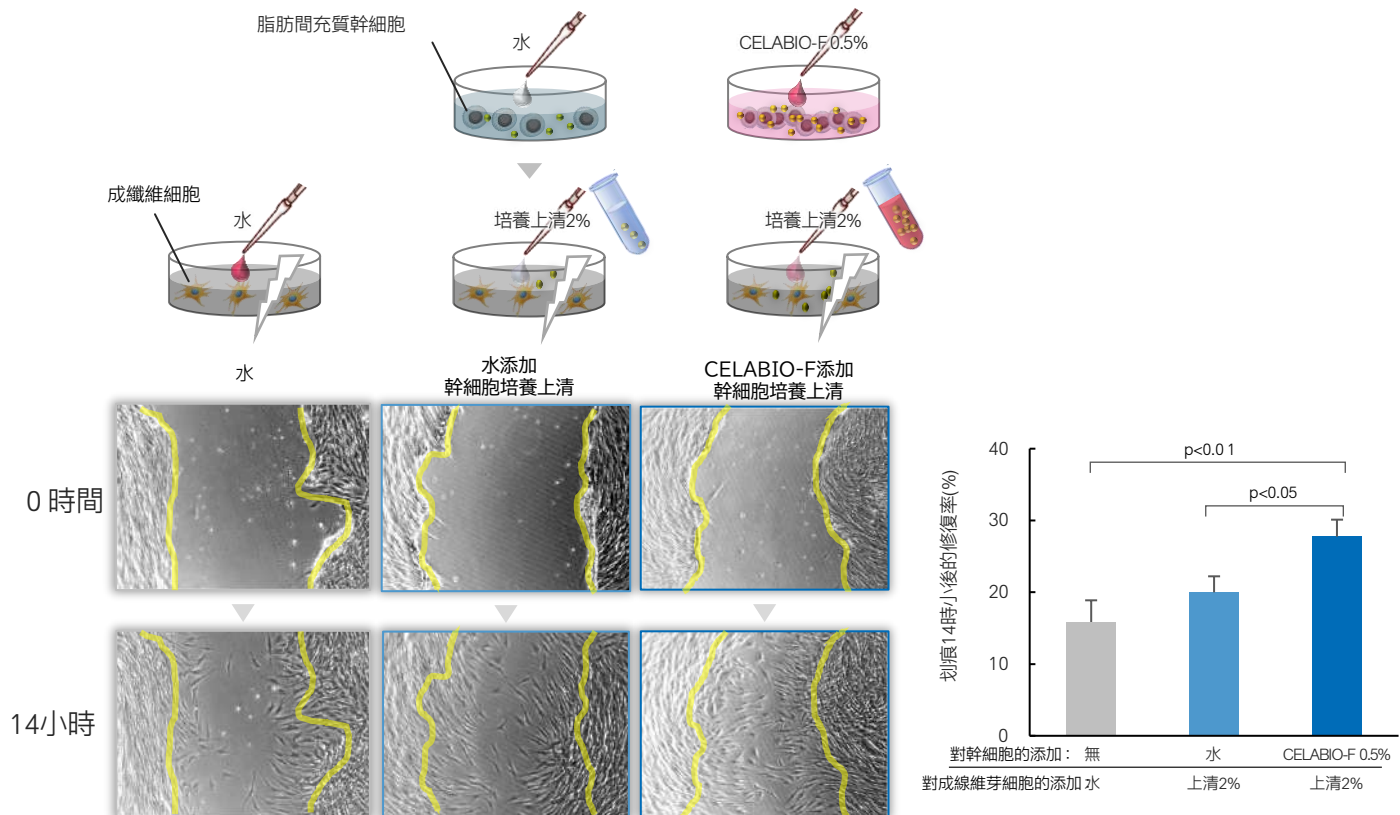 脂肪間充質幹細胞
水
CELABIO-F 0.5%
成纖維細胞
水
培養上清2%
培養上清2%
水
水添加
幹細胞培養上清
CELABIO-F添加
幹細胞培養上清
0 時間
14小時
划痕14時小後的修復率(%)
40
30
20
10
0
p<0.0 1
p<0.05
對幹細胞的添加： 無 水 CELABIO-F 0.5%
對成線維芽細胞的添加 水 上清2% 上清2%